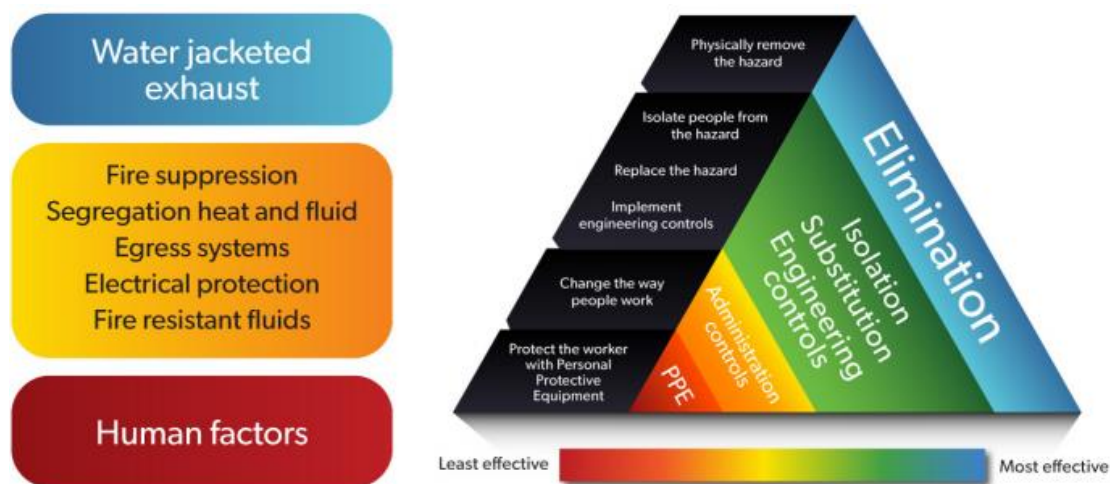 Water jacketed
exhaust
Fire suppression
Segregation heat and fluid
Egress systems
Electrical protection
Fire resistant fluids
Human factors
Physically remove
the hazard
Isolate people from
the hazard
Replace the hazard
Implement
engineering controls
Change the way
people work
Protect the worker
with Personal
Protective
Equipment
Elimination
Isolation
Substitution
Engineering
controls
Administration
controls
PPE
Least effective
Most effective